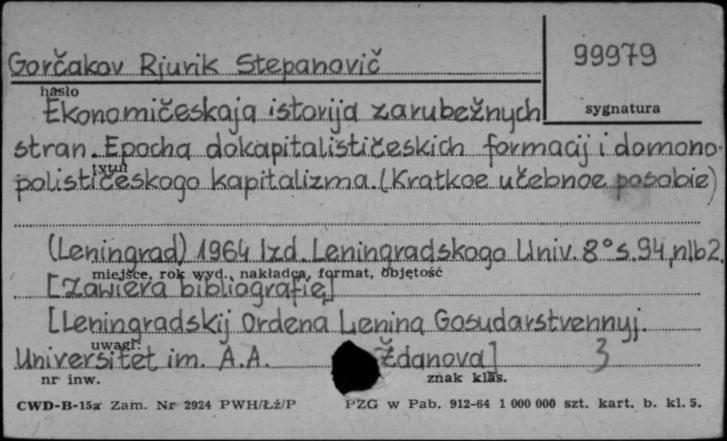 Gorčakov Rjurik Stepanovič
99979
hasło
Ekonomičeskaja istorija zarubežnych
sygnatura
stran. Epocha dokapitalističeskich formacij i domono-
tytuł
polističeskogo kapitalizma. (Kratkoe učebnoe posobie)
(Leningrad) 1964 Izd. Leningradskogo Univ. 8° s. 94, nlb 2.
miejsce, rok wyd., nakładca, format, objętość
[Zawiera bibliografię]
[Leningradskij Ordena Lenina Gosudarstvennyj.
uwagi:
Universitet im. A.A. Ždanova] 3
nr inw. znak klas.
CWD-B-15a Zam. Nr 2924 PWH/Łź/P PZG w Pab. 912-64 1 000 000 szt. kart. b. kl. 5.